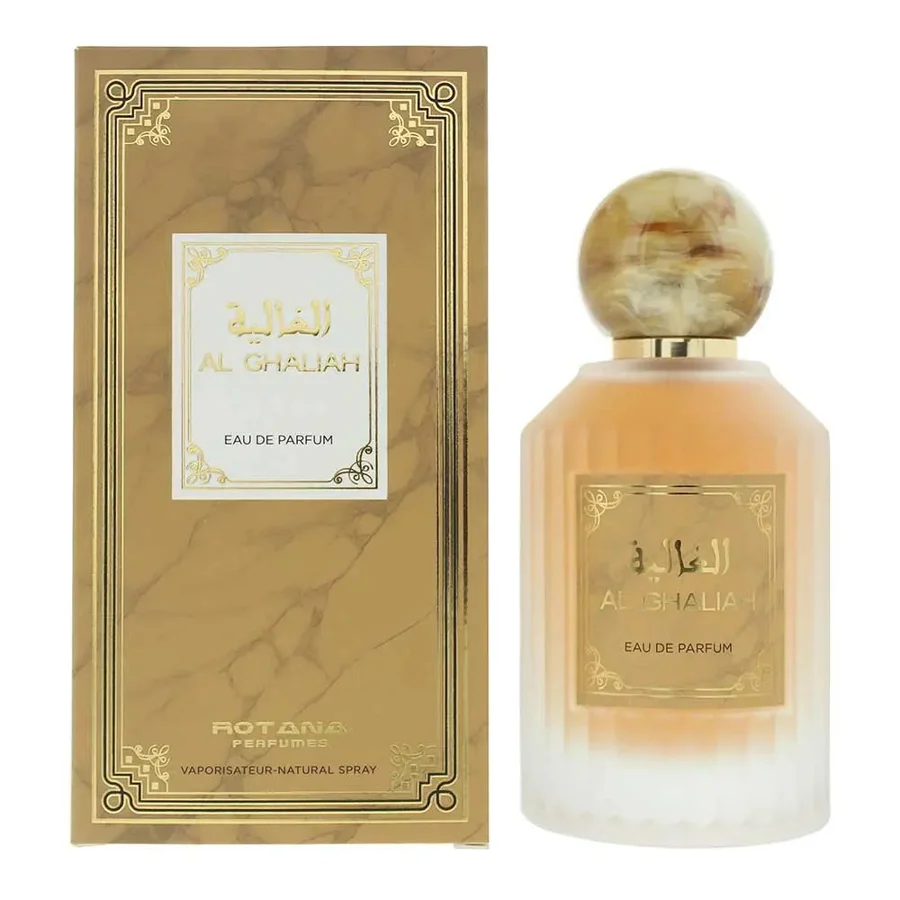 الغالية
AL GHALIAH
EAU DE PARFUM
ROTANA
PERFUMES
VAPORISATEUR-NATURAL SPRAY
الغالية
AL GHALIAH
EAU DE PARFUM